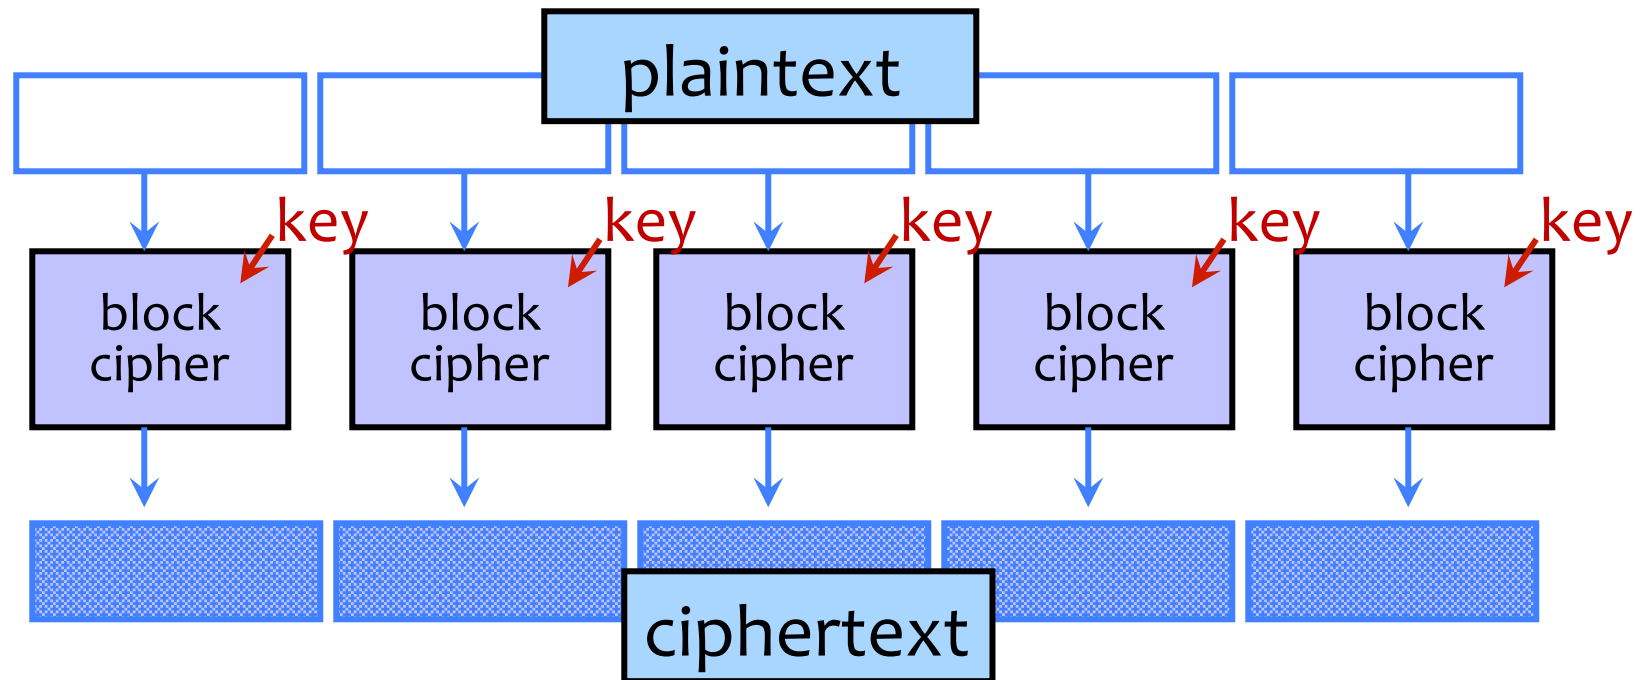 plaintext
key
key
key
key
key
block
cipher
block
cipher
block
cipher
block
cipher
block
cipher
ciphertext